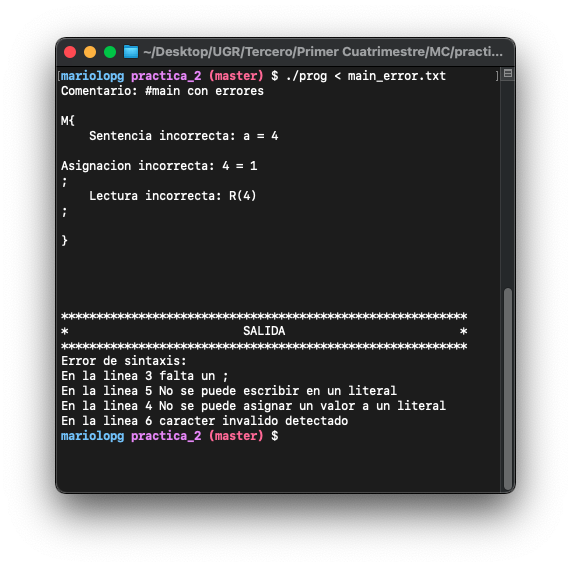 ~/Desktop/UGR/Tercero/Primer Cuatrimestre/MC/practi...
[mariolopg practica_2 (master) $ ./prog < main_error.txt ]
Comentario: #main con errores
M{
Sentencia incorrecta: a = 4
Asignacion incorrecta: 4 = 1
;
Lectura incorrecta: R(4)
;
}
*********************************************************
* SALIDA *
*********************************************************
Error de sintaxis:
En la linea 3 falta un ;
En la linea 5 No se puede escribir en un literal
En la linea 4 No se puede asignar un valor a un literal
En la linea 6 caracter invalido detectado
mariolopg practica_2 (master) $